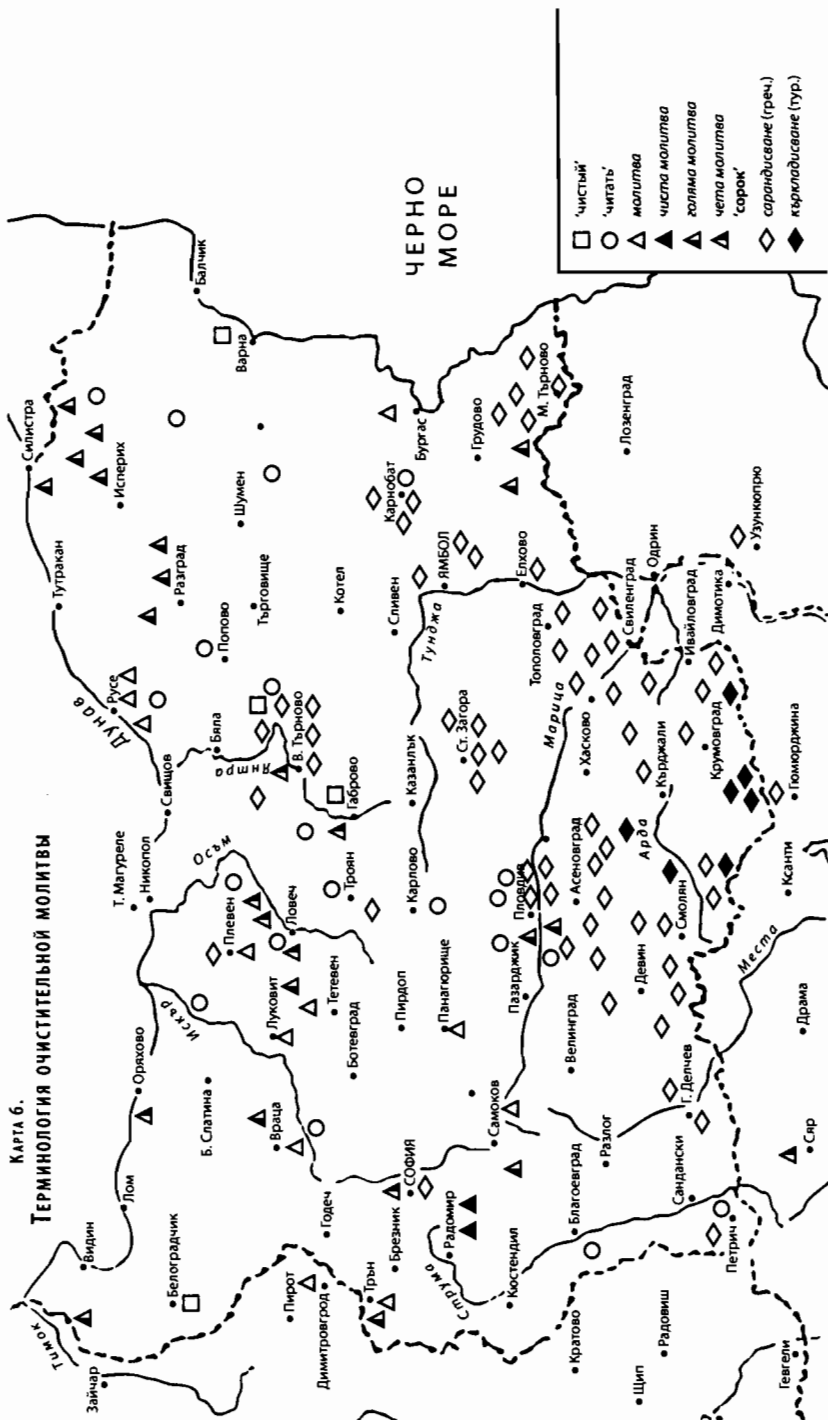 Карта 6.
Терминология очистительной молитвы
Тимок
Зайчар
Видин
Лом
Белоградчик
Оряхово
Б. Слатина
Враца
Искър
Т. Магуреле
Никопол
Осъм
Плевен
Ловеч
Луковит
Тетевен
Ботевград
Троян
Свищов
Бяла
Янтра
В. Търново
Габрово
Дунав
Русе
Тутракан
Силистра
Исперих
Разград
Попово
Търговище
Шумен
Котел
Варна
Балчик
ЧЕРНО
МОРЕ
Пирот
Димитровгрод
Трън
Брезник
Годеч
СОФИЯ
Радомир
Струма
Кюстендил
Самоков
Пирдоп
Панагюрище
Карлово
Казанлък
Сливен
Тунджа
ЯМБОЛ
Карнобат
Бургас
Грудово
М. Търново
Елхово
Ст. Загора
Тополовград
Марица
Пазарджик
Пловдив
Асеновград
Хасково
Свиленград
Одрин
Лозенград
Узункюпрю
Ивайловград
Димотика
Крумовград
Кърджали
Арда
Смолян
Девин
Велинград
Разлог
Благоевград
Сандански
Г. Делчев
Места
Петрич
Кратово
Щип
Радовиш
Гевгели
Сяр
Драма
Ксанти
Гюмюрджина
'чистый'
'читать'
молитва
чиста молитва
голяма молитва
чета молитва
'сорок'
сарандисване (греч.)
къркладисване (тур.)